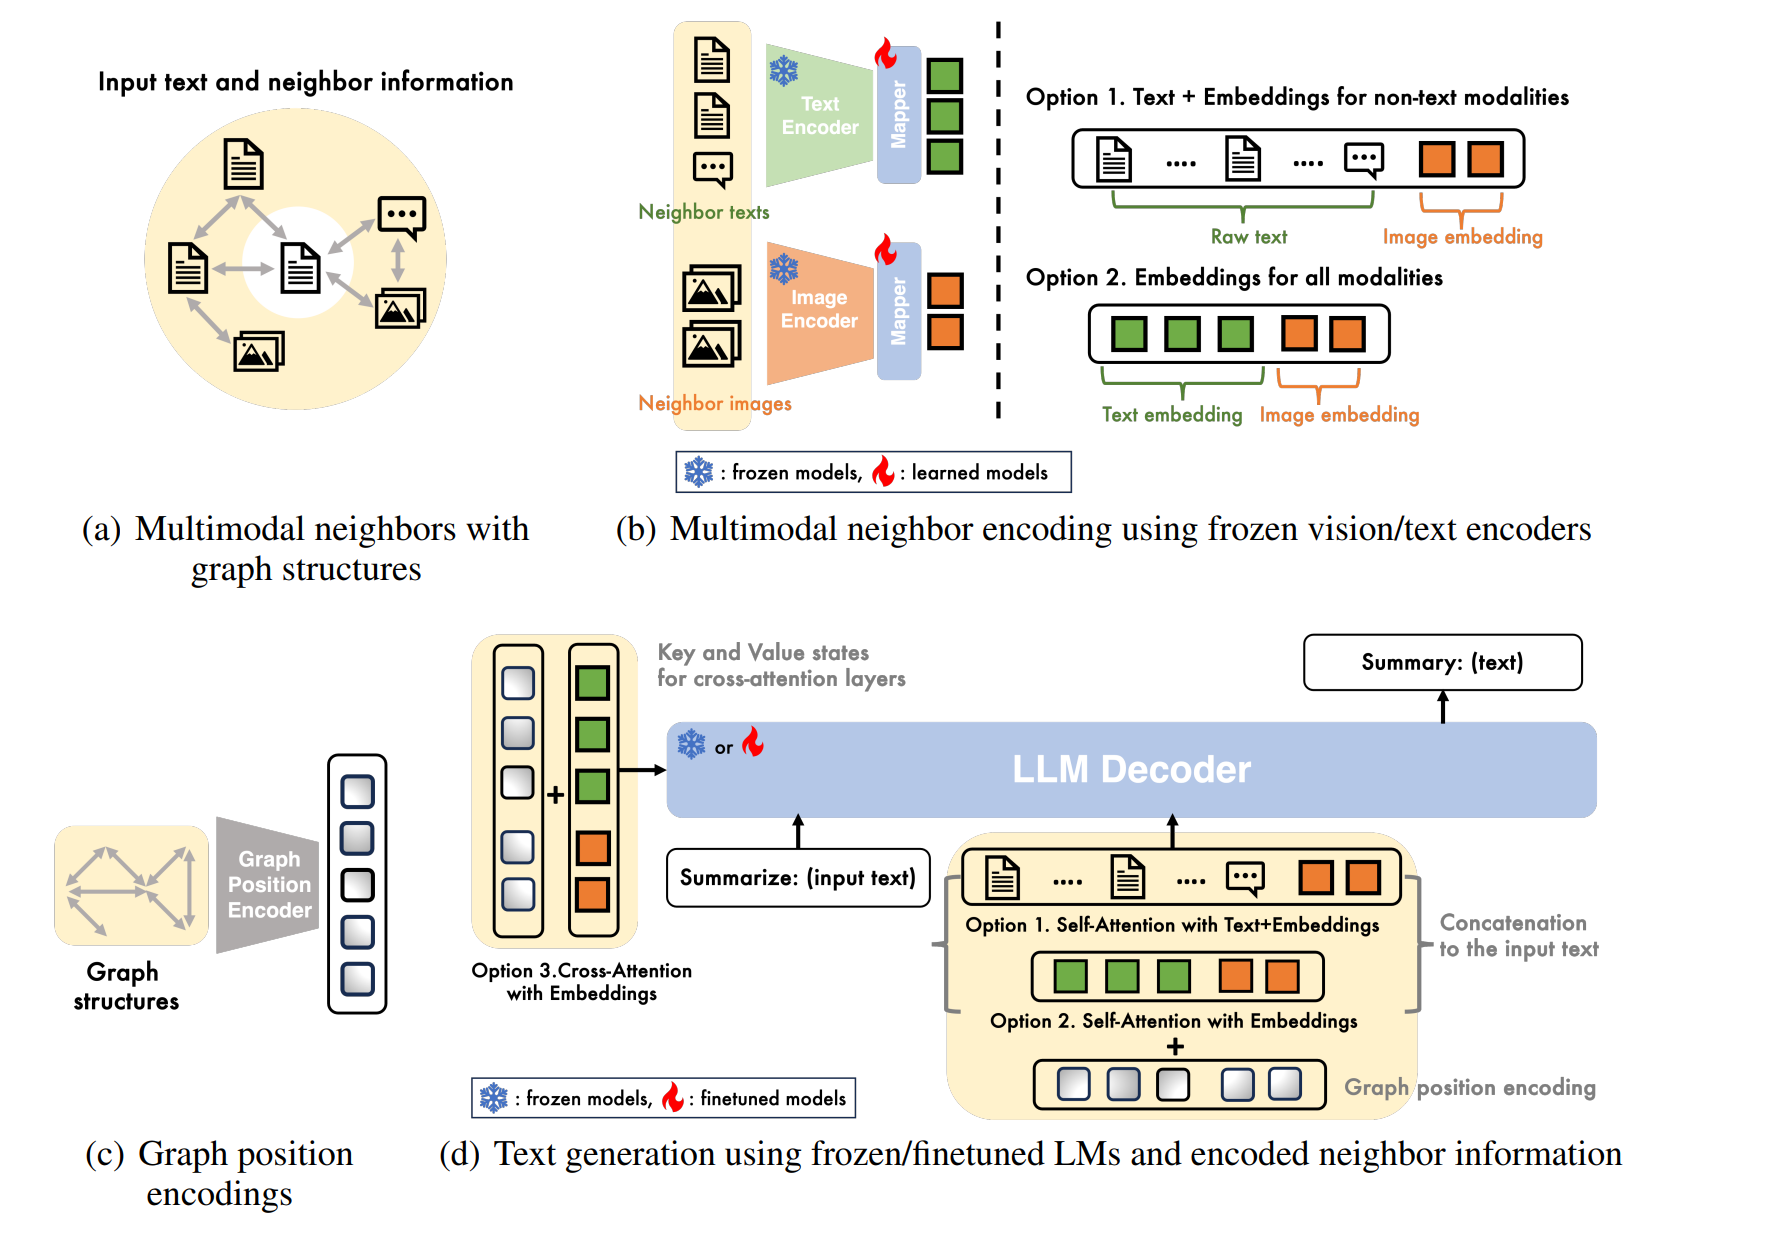 Input text and neighbor information
(a) Multimodal neighbors with
graph structures
Text
Encoder
Mapper
Neighbor texts
Image
Encoder
Mapper
Neighbor images
Option 1. Text + Embeddings for non-text modalities
Raw text
Image embedding
Option 2. Embeddings for all modalities
Text embedding
Image embedding
: frozen models, : learned models
(b) Multimodal neighbor encoding using frozen vision/text encoders
Graph
structures
Graph
Position
Encoder
(c) Graph position
encodings
Key and Value states
for cross-attention layers
+
Option 3.Cross-Attention
with Embeddings
or
LLM Decoder
Summary: (text)
Summarize: (input text)
Option 1. Self-Attention with Text+Embeddings
Option 2. Self-Attention with Embeddings
+
Concatenation
to the input text
Graph position encoding
: frozen models, : finetuned models
(d) Text generation using frozen/finetuned LMs and encoded neighbor information